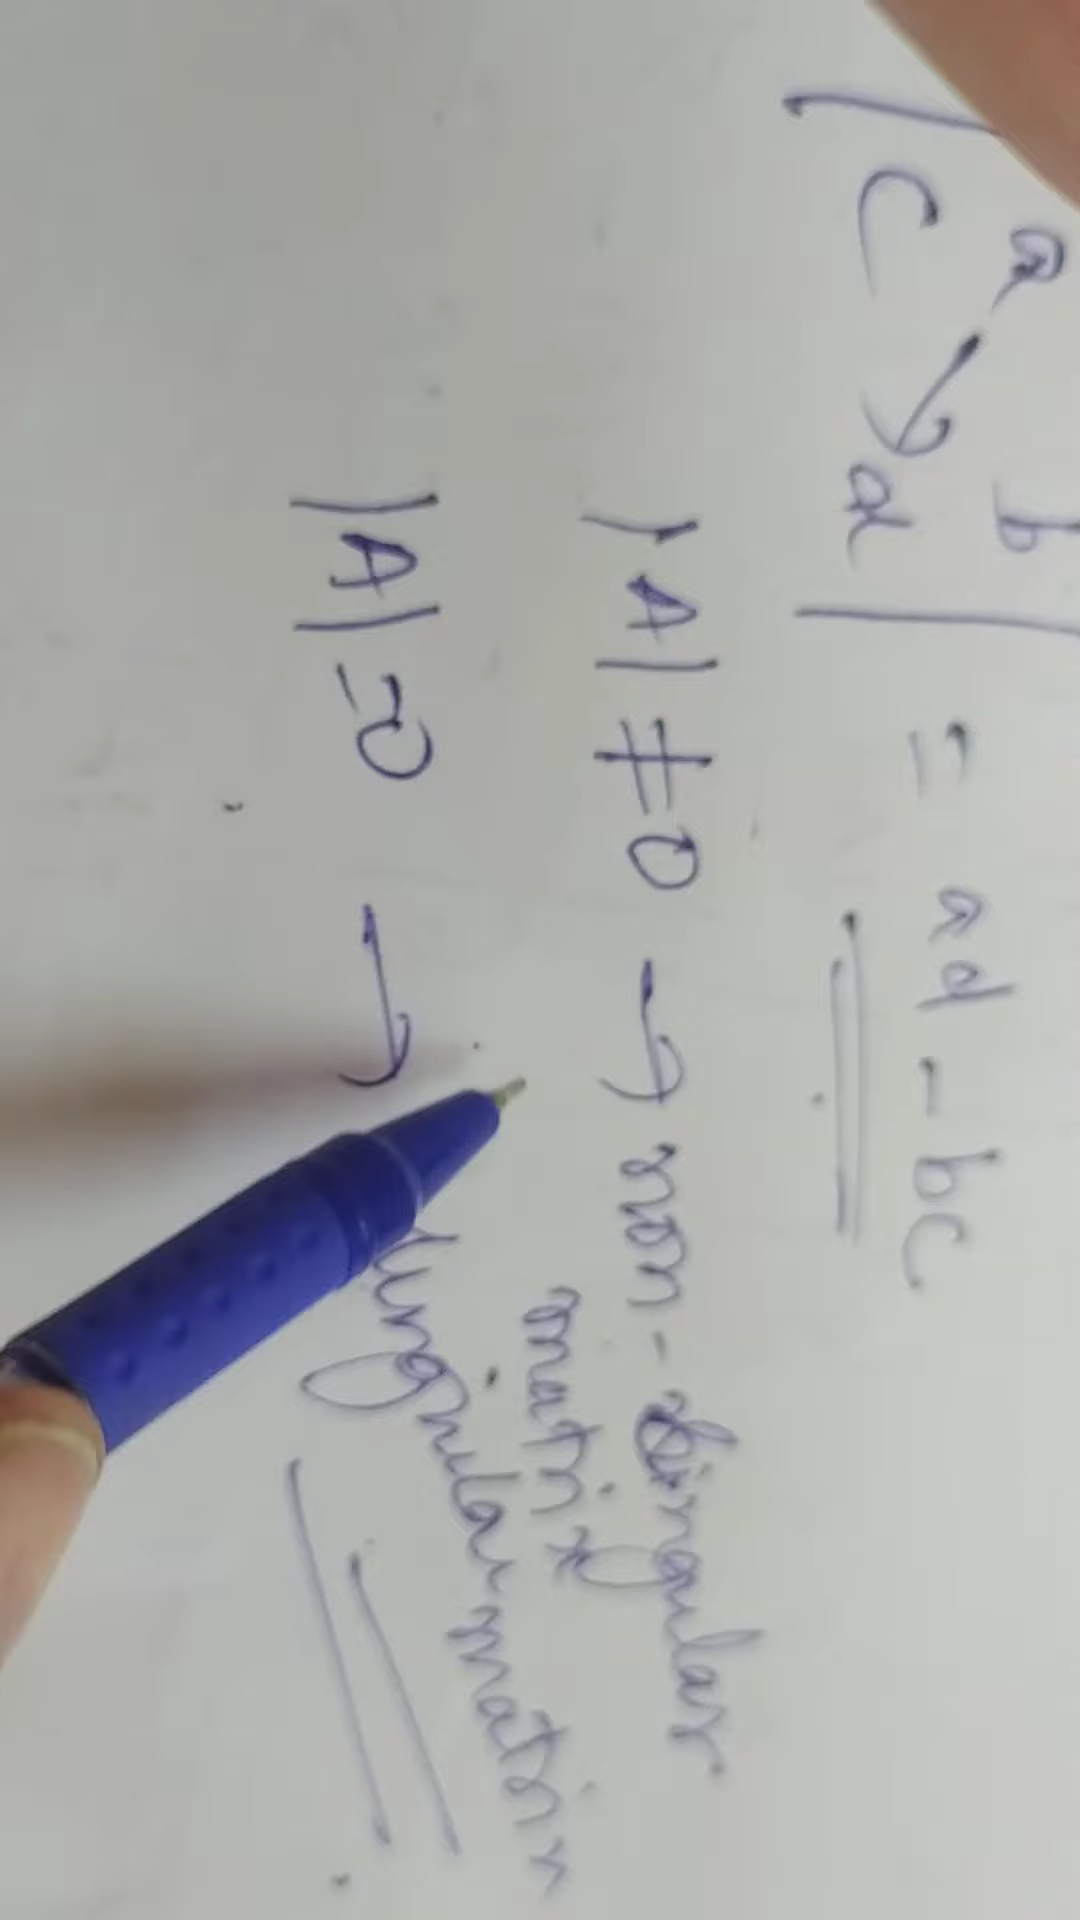 | a b |
| c d | = ad - bc
|A| ≠ 0 → non-singular
matrix
|A| = 0 → singular matrix